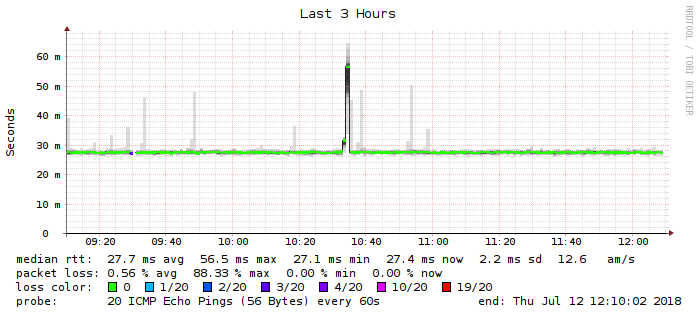 Last 3 Hours
RRDTOOL / TOBI OETIKER
Seconds
60 m
50 m
40 m
30 m
20 m
10 m
0
09:20 09:40 10:00 10:20 10:40 11:00 11:20 11:40 12:00
median rtt: 27.7 ms avg 56.5 ms max 27.1 ms min 27.4 ms now 2.2 ms sd 12.6 am/s
packet loss: 0.56 % avg 88.33 % max 0.00 % min 0.00 % now
loss color: 0 1/20 2/20 3/20 4/20 10/20 19/20
probe: 20 ICMP Echo Pings (56 Bytes) every 60s end: Thu Jul 12 12:10:02 2018